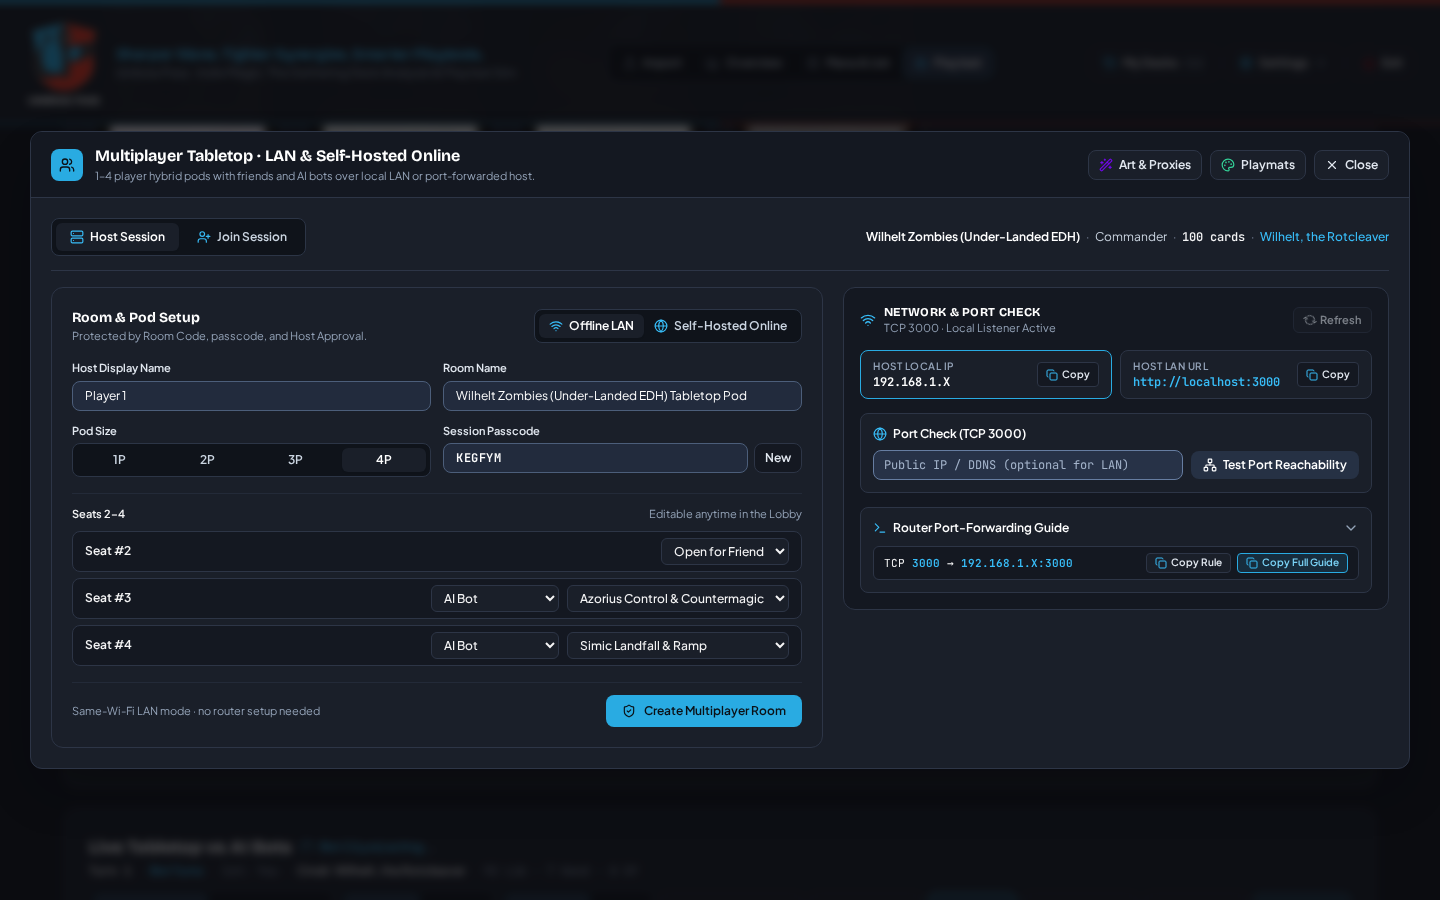 Multiplayer Tabletop · LAN & Self-Hosted Online
1–4 player hybrid pods with friends and AI bots over local LAN or port-forwarded host.
Art & Proxies
Playmats
Close
Host Session
Join Session
Wilhelt Zombies (Under-Landed EDH) · Commander · 100 cards · Wilhelt, the Rotcleaver
Room & Pod Setup
Protected by Room Code, passcode, and Host Approval.
Offline LAN
Self-Hosted Online
Host Display Name
Room Name
Player 1
Wilhelt Zombies (Under-Landed EDH) Tabletop Pod
Pod Size
Session Passcode
1P
2P
3P
4P
KEGFYM
New
Seats 2–4
Editable anytime in the Lobby
Seat #2
Open for Friend
Seat #3
AI Bot
Azorius Control & Countermagic
Seat #4
AI Bot
Simic Landfall & Ramp
Same-Wi-Fi LAN mode · no router setup needed
Create Multiplayer Room
NETWORK & PORT CHECK
TCP 3000 · Local Listener Active
Refresh
HOST LOCAL IP
192.168.1.X
Copy
HOST LAN URL
http://localhost:3000
Copy
Port Check (TCP 3000)
Public IP / DDNS (optional for LAN)
Test Port Reachability
Router Port-Forwarding Guide
TCP 3000 → 192.168.1.X:3000
Copy Rule
Copy Full Guide